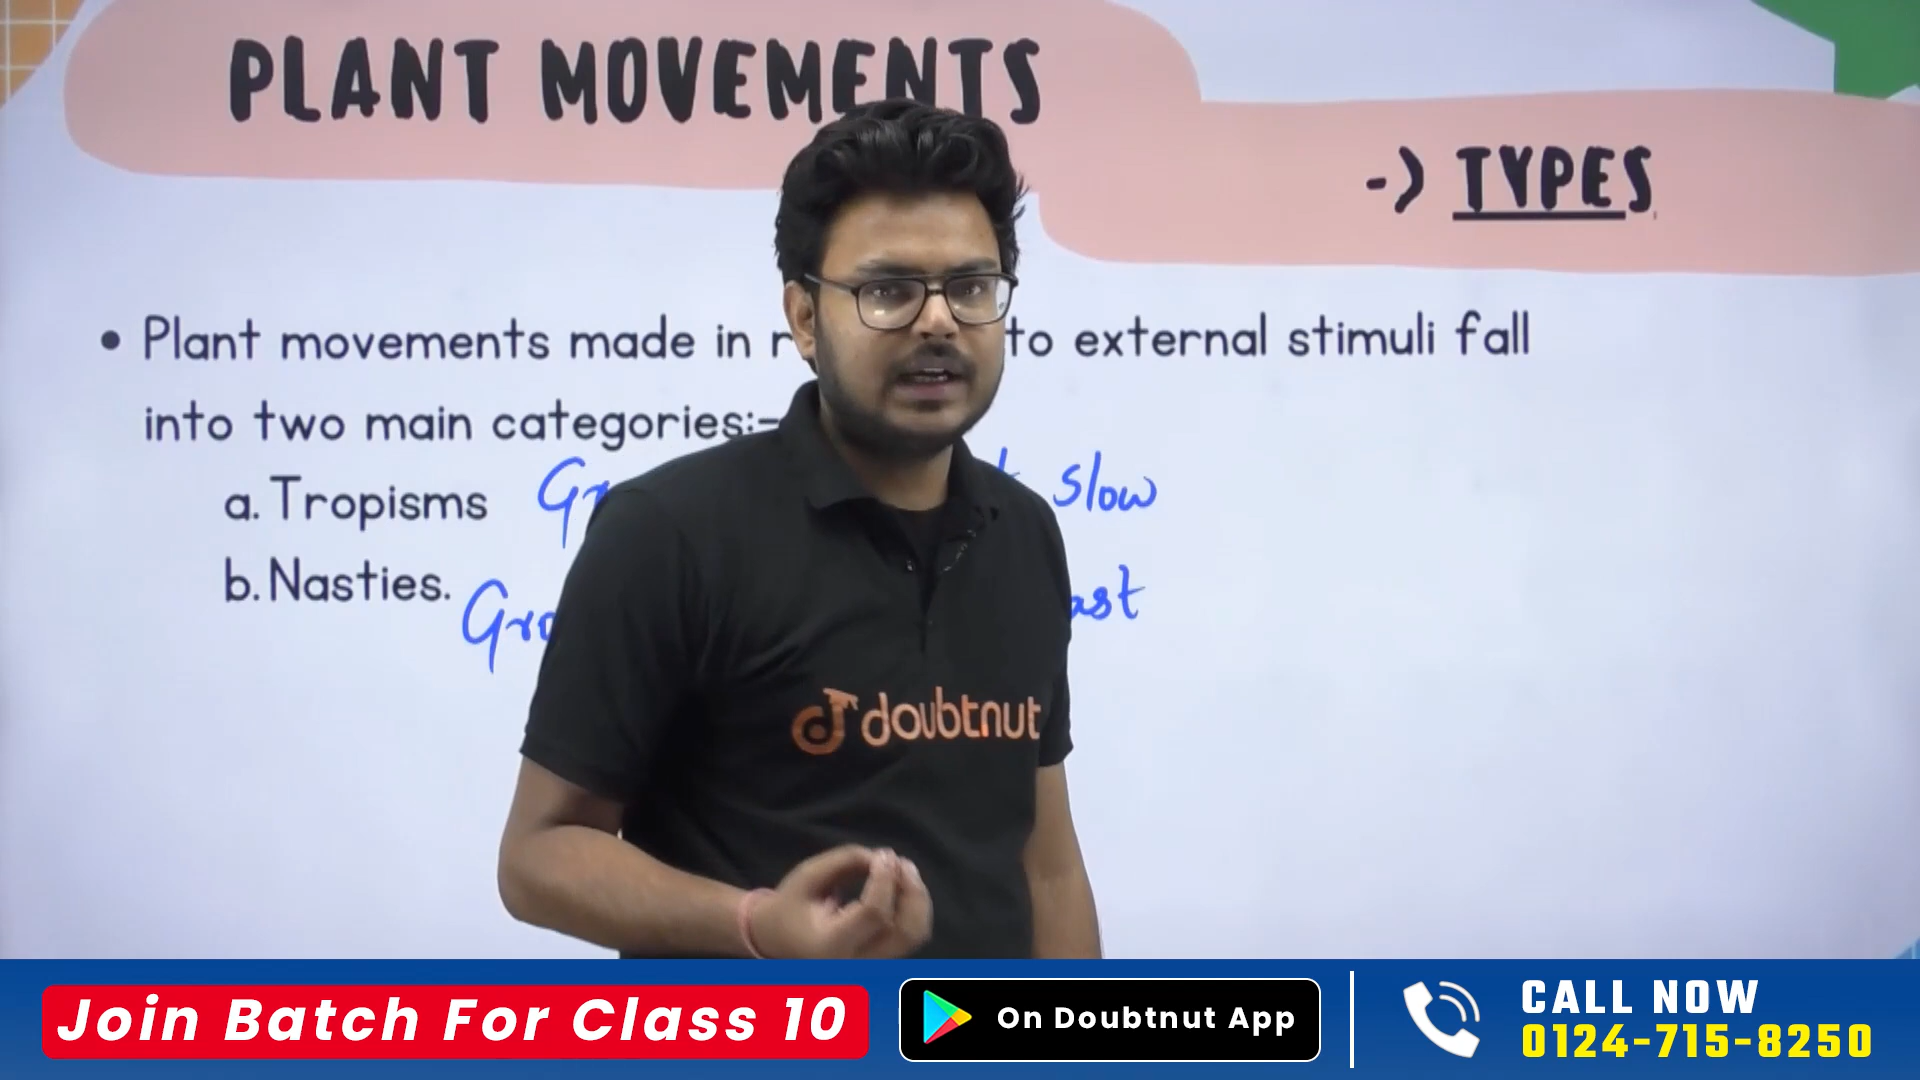 PLANT MOVEMENTS
-> TYPES
• Plant movements made in to external stimuli fall
into two main categories:-
a. Tropisms slow
b. Nasties.
doubtnut
Join Batch For Class 10
On Doubtnut App
CALL NOW
0124-715-8250